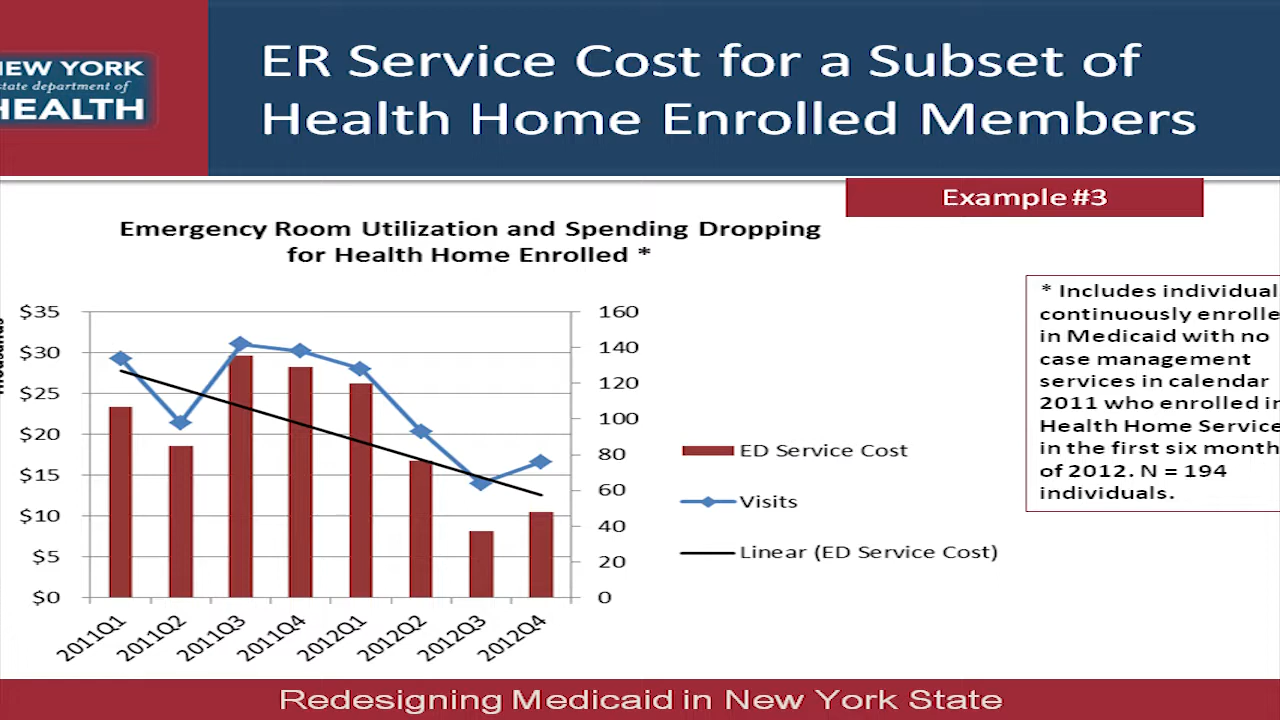 NEW YORK
state department of
HEALTH
ER Service Cost for a Subset of
Health Home Enrolled Members
Example #3
Emergency Room Utilization and Spending Dropping
for Health Home Enrolled *
$35
$30
$25
$20
$15
$10
$5
$0
160
140
120
100
80
60
40
20
0
2011Q1
2011Q2
2011Q3
2011Q4
2012Q1
2012Q2
2012Q3
2012Q4
ED Service Cost
Visits
Linear (ED Service Cost)
* Includes individual
continuously enrolle
in Medicaid with no
case management
services in calendar
2011 who enrolled in
Health Home Service
in the first six month
of 2012. N = 194
individuals.
Redesigning Medicaid in New York State